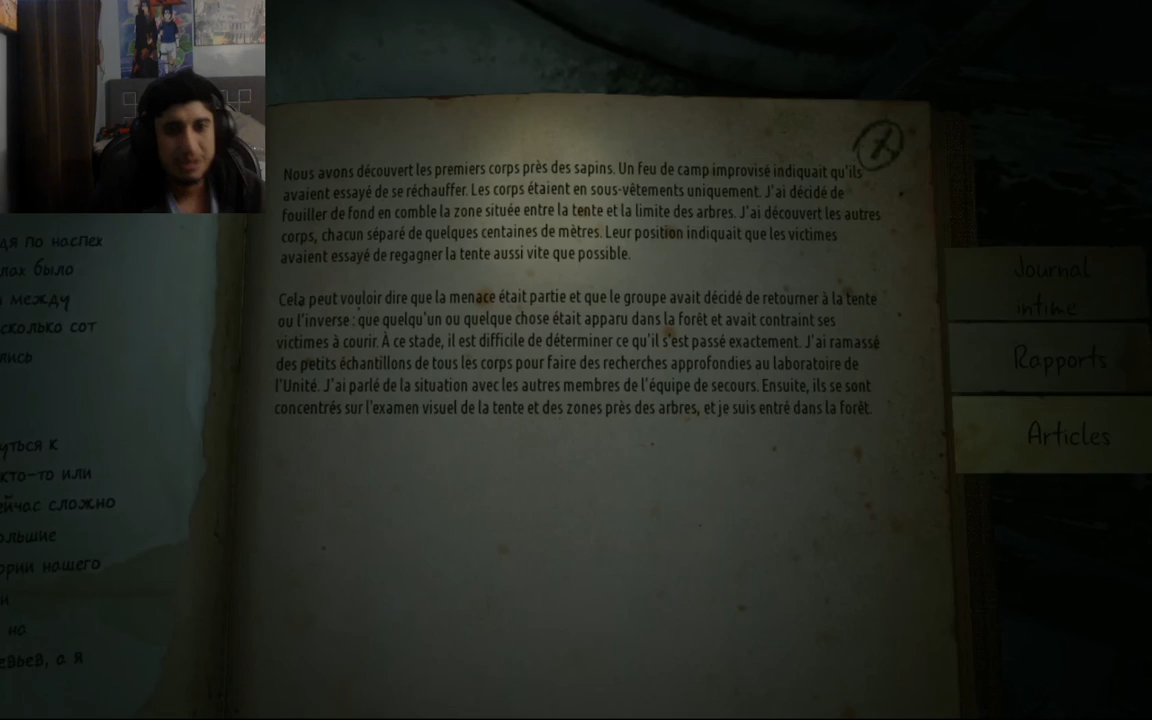 дя по наспех
лах было
между
сколько сот
лись
уться к
кто-то или
ейчас сложно
ольшие
ории нашего
и
на
евьев, а я
Nous avons découvert les premiers corps près des sapins. Un feu de camp improvisé indiquait qu'ils
avaient essayé de se réchauffer. Les corps étaient en sous-vêtements uniquement. J'ai décidé de
fouiller de fond en comble la zone située entre la tente et la limite des arbres. J'ai découvert les autres
corps, chacun séparé de quelques centaines de mètres. Leur position indiquait que les victimes
avaient essayé de regagner la tente aussi vite que possible.
Cela peut vouloir dire que la menace était partie et que le groupe avait décidé de retourner à la tente
ou l'inverse : que quelqu'un ou quelque chose était apparu dans la forêt et avait contraint ses
victimes à courir. À ce stade, il est difficile de déterminer ce qu'il s'est passé exactement. J'ai ramassé
des petits échantillons de tous les corps pour faire des recherches approfondies au laboratoire de
l'Unité. J'ai parlé de la situation avec les autres membres de l'équipe de secours. Ensuite, ils se sont
concentrés sur l'examen visuel de la tente et des zones près des arbres, et je suis entré dans la forêt.
Journal
intime
Rapports
Articles